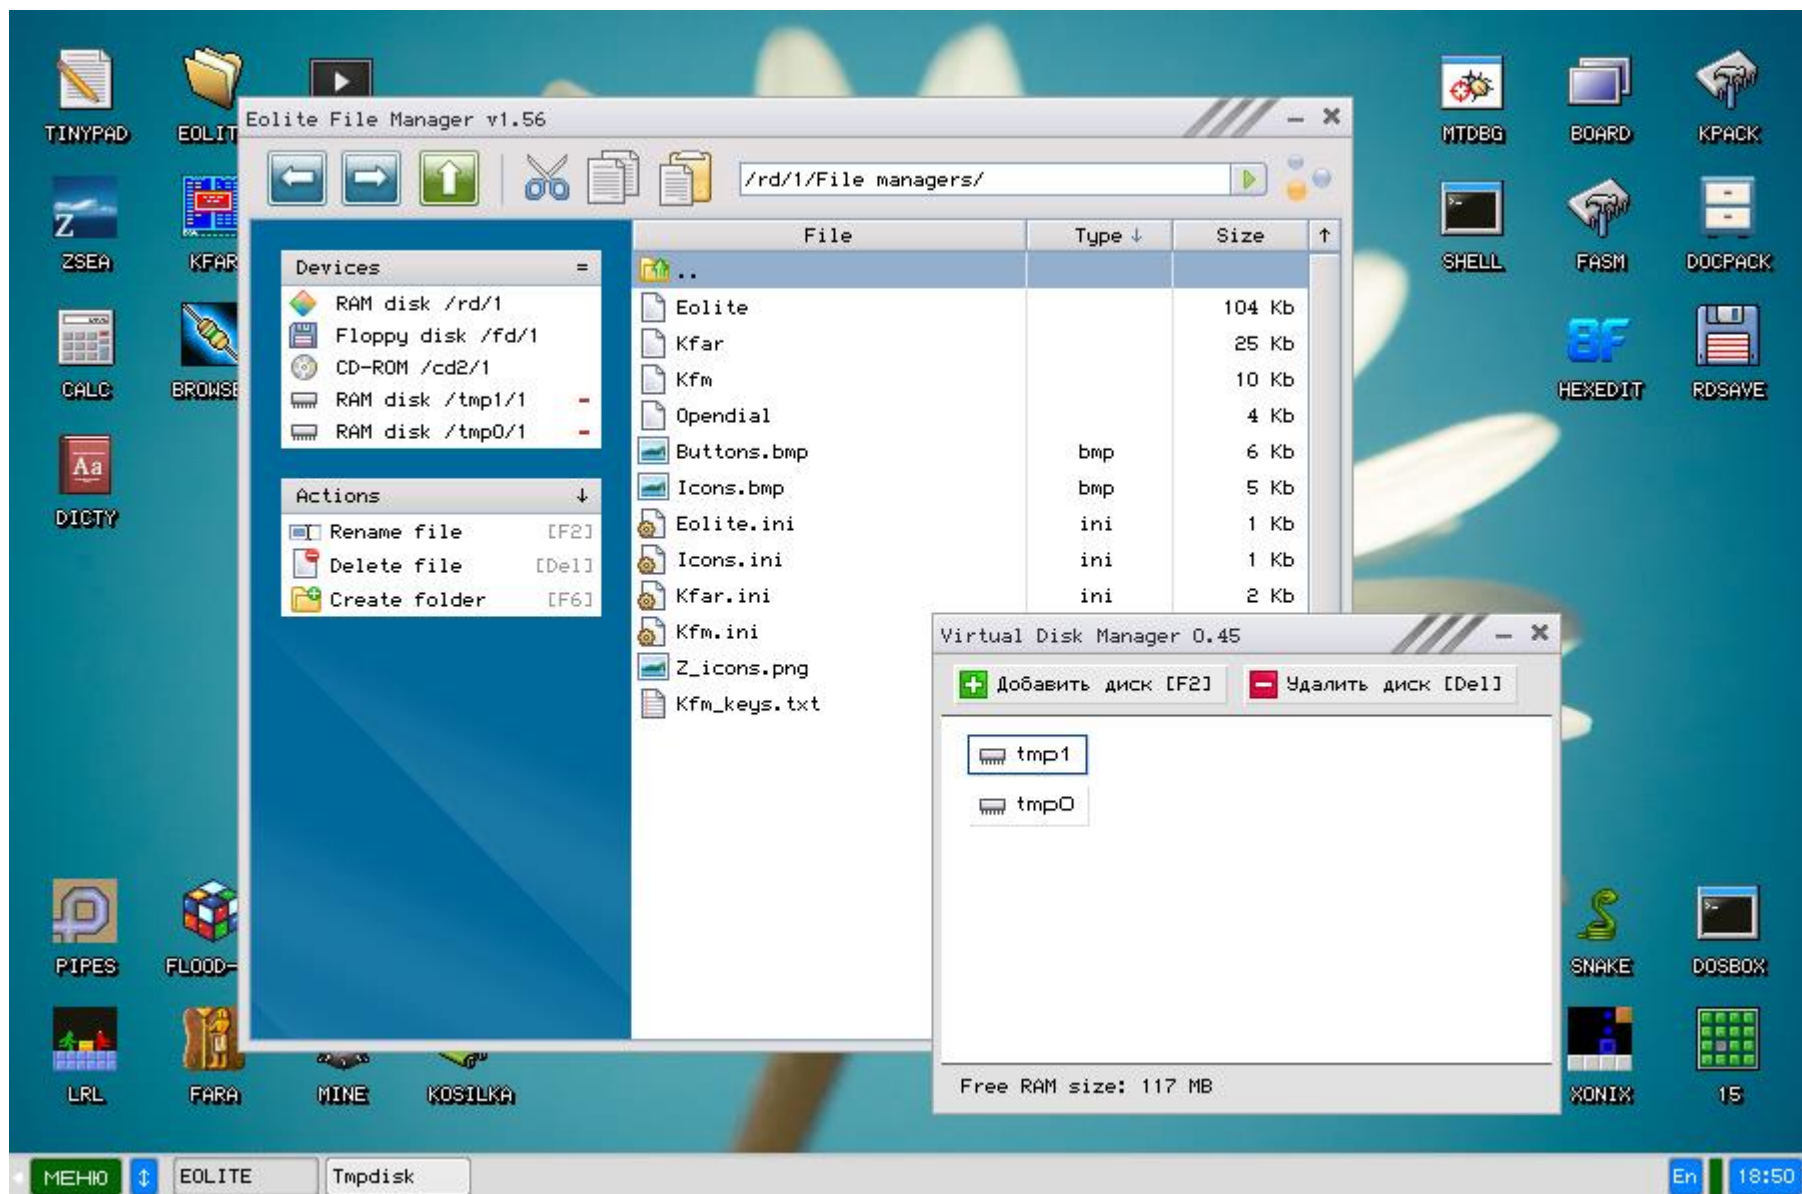 TINYPAD
EOLIT
MTDBG
BOARD
KPACK
ZSEA
KFAR
SHELL
FASM
DOCPACK
CALC
BROWSE
HEXEDIT
RDSAVE
DICTY
Eolite File Manager v1.56
/rd/1/File managers/
Devices =
RAM disk /rd/1
Floppy disk /fd/1
CD-ROM /cd2/1
RAM disk /tmp1/1 -
RAM disk /tmp0/1 -
Actions ↓
Rename file [F2]
Delete file [Del]
Create folder [F6]
File Type ↓ Size ↑
..
Eolite 104 Kb
Kfar 25 Kb
Kfm 10 Kb
Opendial 4 Kb
Buttons.bmp bmp 6 Kb
Icons.bmp bmp 5 Kb
Eolite.ini ini 1 Kb
Icons.ini ini 1 Kb
Kfar.ini ini 2 Kb
Kfm.ini
Z_icons.png
Kfm_keys.txt
Virtual Disk Manager 0.45
Добавить диск [F2] Удалить диск [Del]
tmp1
tmp0
Free RAM size: 117 MB
PIPES
FLOOD-
SNAKE
DOSBOX
LRL
FARA
MINE
KOSILKA
XONIX
15
МЕНЮ EOLITE Tmpdisk En 18:50